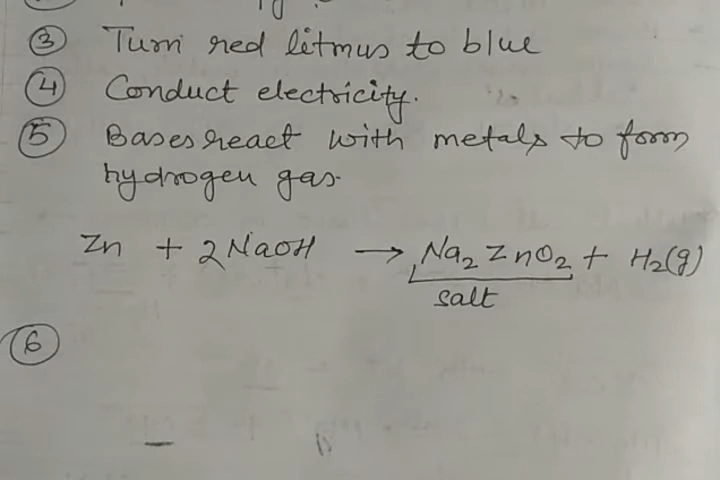 ③ Turn red litmus to blue
④ Conduct electricity.
⑤ Bases react with metals to form
hydrogen gas.
Zn + 2NaOH → Na₂ZnO₂ + H₂(g)
salt
⑥